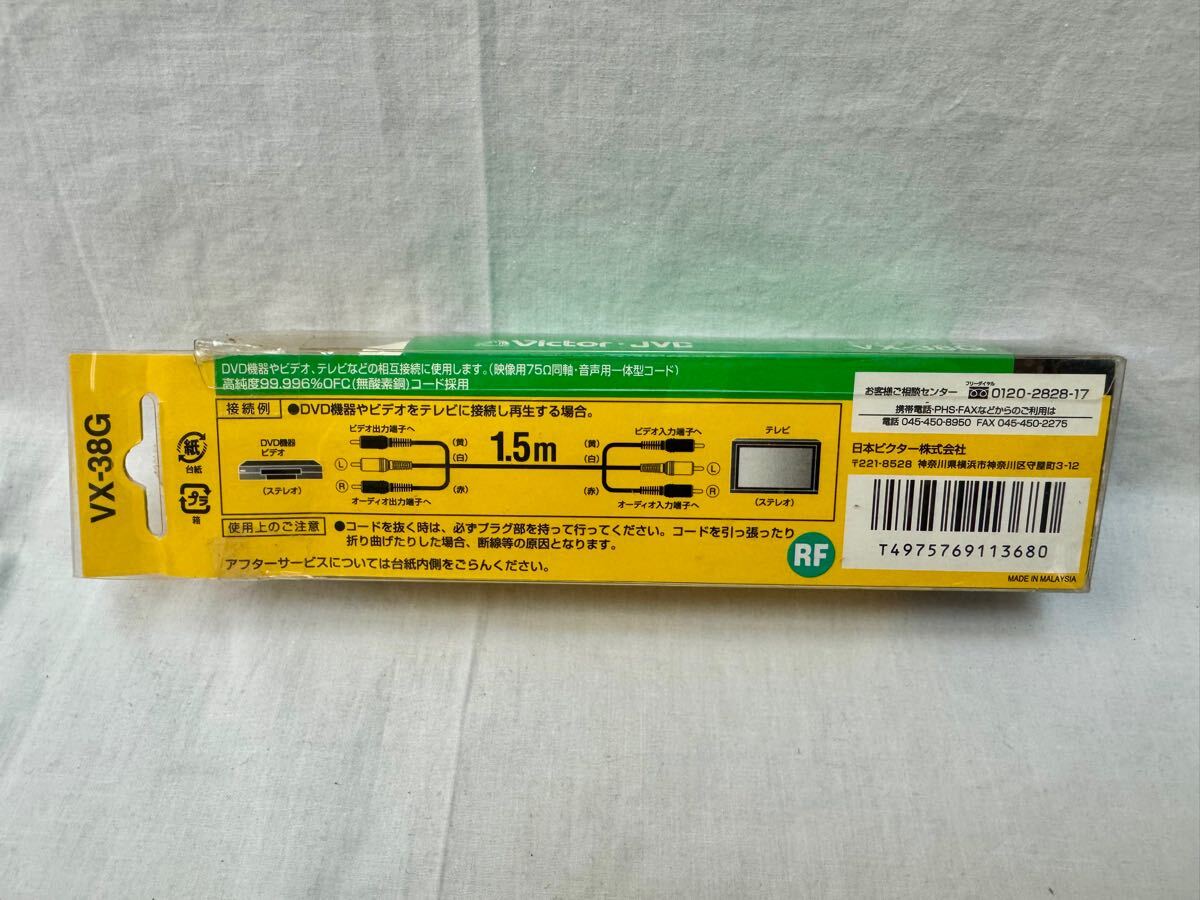 Victor・JVC
VX-38G
DVD機器やビデオ、テレビなどの相互接続に使用します。(映像用75Ω同軸・音声用一体型コード)
高純度99.996%OFC(無酸素銅)コード採用
VX-38G
紙
台紙
プラ
箱
接続例
●DVD機器やビデオをテレビに接続し再生する場合。
DVD機器
ビデオ
(ステレオ)
ビデオ出力端子へ
L
R
オーディオ出力端子へ
(黄)
(白)
(赤)
1.5m
(黄)
(白)
(赤)
ビデオ入力端子へ
L
R
オーディオ入力端子へ
テレビ
(ステレオ)
使用上のご注意
●コードを抜く時は、必ずプラグ部を持って行ってください。コードを引っ張ったり
折り曲げたりした場合、断線等の原因となります。
アフターサービスについては台紙内側をごらんください。
RF
お客様ご相談センター
フリーダイヤル
0120-2828-17
携帯電話・PHS・FAXなどからのご利用は
電話 045-450-8950 FAX 045-450-2275
日本ビクター株式会社
〒221-8528 神奈川県横浜市神奈川区守屋町3-12
T4975769113680
MADE IN MALAYSIA